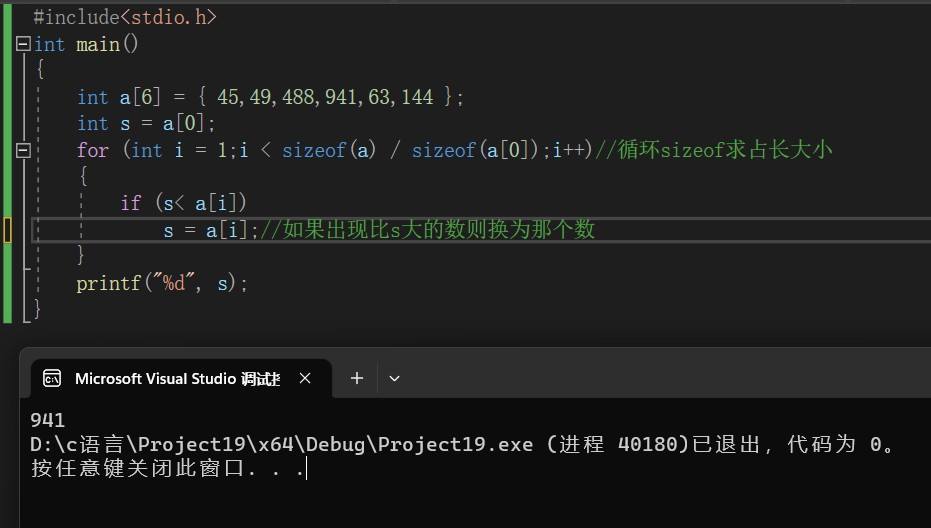 #include<stdio.h>
int main()
{
int a[6] = { 45,49,488,941,63,144 };
int s = a[0];
for (int i = 1;i < sizeof(a) / sizeof(a[0]);i++)//循环sizeof求占长大小
{
if (s< a[i])
s = a[i];//如果出现比s大的数则换为那个数
}
printf("%d", s);
}
Microsoft Visual Studio 调试
941
D:\c语言\Project19\x64\Debug\Project19.exe (进程 40180)已退出，代码为 0。
按任意键关闭此窗口. . .